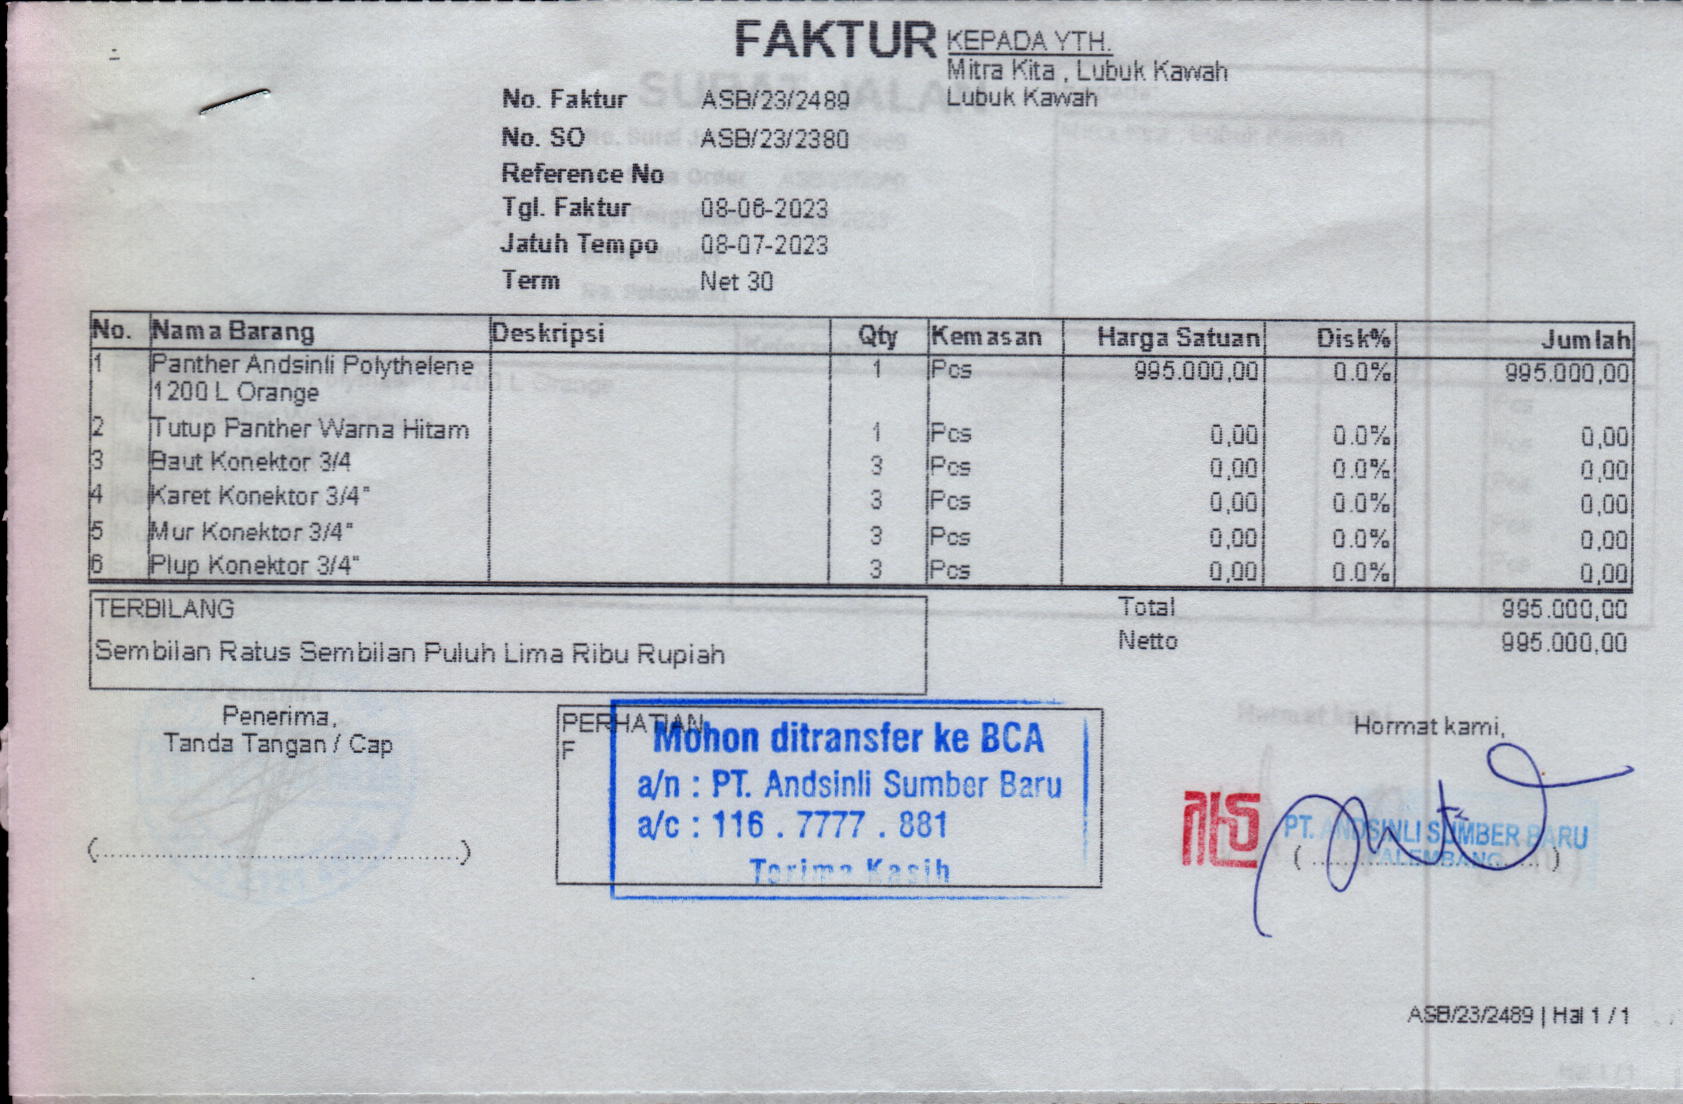 FAKTUR
KEPADA YTH.
Mitra Kita , Lubuk Kawah
Lubuk Kawah
No. Faktur ASB/23/2489
No. SO ASB/23/2380
Reference No
Tgl. Faktur 08-06-2023
Jatuh Tempo 08-07-2023
Term Net 30
No. Nama Barang Deskripsi Qty Kemasan Harga Satuan Disk% Jumlah
1 Panther Andsinli Polythelene 1 Pcs 995.000,00 0.0% 995.000,00
1200 L Orange
2 Tutup Panther Warna Hitam 1 Pcs 0,00 0.0% 0,00
3 Baut Konektor 3/4 3 Pcs 0,00 0.0% 0,00
4 Karet Konektor 3/4" 3 Pcs 0,00 0.0% 0,00
5 Mur Konektor 3/4" 3 Pcs 0,00 0.0% 0,00
6 Plup Konektor 3/4" 3 Pcs 0,00 0.0% 0,00
TERBILANG
Sembilan Ratus Sembilan Puluh Lima Ribu Rupiah
Total 995.000,00
Netto 995.000,00
Penerima,
Tanda Tangan / Cap
(................................................)
PERHATIAN
F
Mohon ditransfer ke BCA
a/n : PT. Andsinli Sumber Baru
a/c : 116 . 7777 . 881
Terima Kasih
Hormat kami,
PT. ANDSINLI SUMBER BARU
PALEMBANG
ASB/23/2489 | Hal 1 / 1